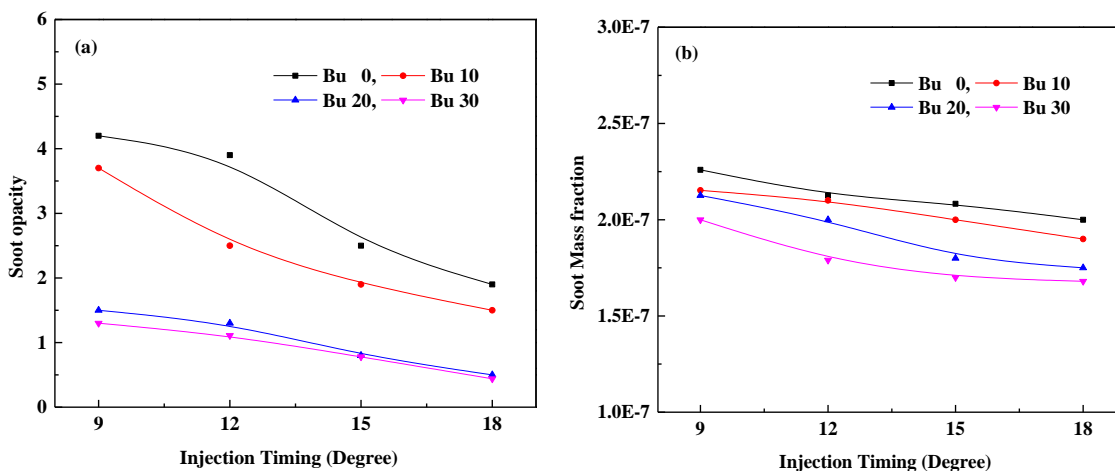 (a)
Bu 0, Bu 10
Bu 20, Bu 30
6
5
4
3
2
1
0
Soot opacity
9 12 15 18
Injection Timing (Degree)
(b)
Bu 0, Bu 10
Bu 20, Bu 30
3.0E-7
2.5E-7
2.0E-7
1.5E-7
1.0E-7
Soot Mass fraction
9 12 15 18
Injection Timing (Degree)